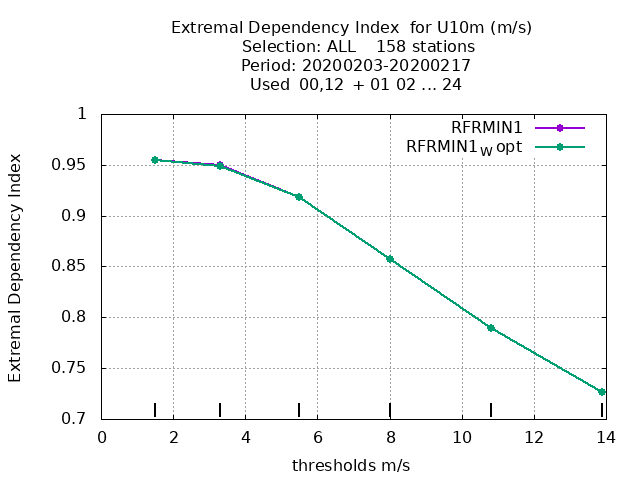 Extremal Dependency Index  for U10m (m/s)
Selection: ALL    158 stations
Period: 20200203-20200217
Used  00,12  + 01 02 ... 24
RFRMIN1
RFRMIN1W opt
Extremal Dependency Index
1
0.95
0.9
0.85
0.8
0.75
0.7
0 2 4 6 8 10 12 14
thresholds m/s